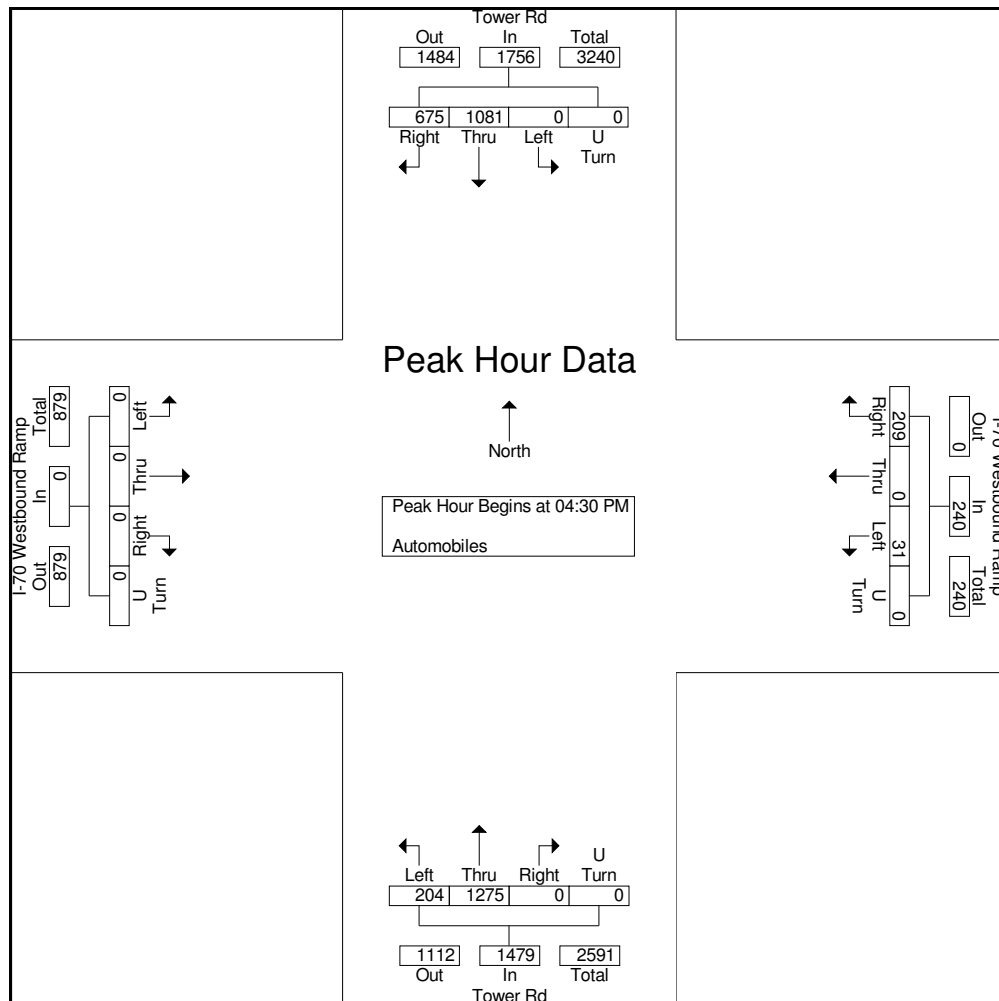 Tower Rd
Out In Total
1484 1756 3240
675 1081 0 0
Right Thru Left U
Turn
Peak Hour Data
North
Peak Hour Begins at 04:30 PM
Automobiles
I-70 Westbound Ramp
Out In Total
879 0 879
0 0 0 0
Left Thru Right U
Turn
I-70 Westbound Ramp
Out In Total
0 240 240
209 0 31 0
Right Thru Left U
Turn
U
Left Thru Right Turn
204 1275 0 0
1112 1479 2591
Out In Total
Tower Rd